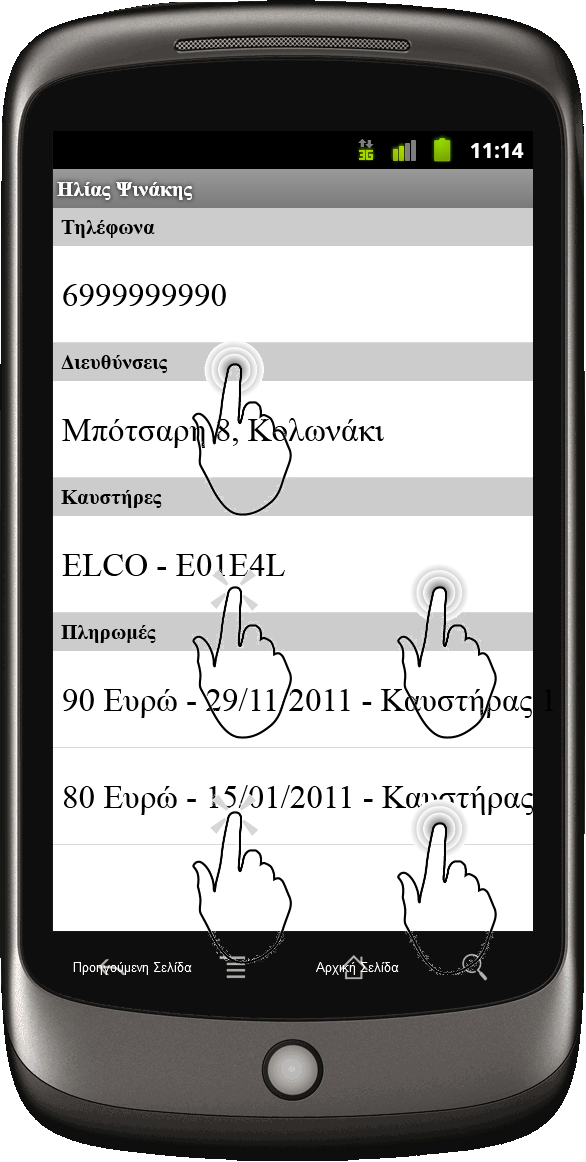 3G 11:14
Ηλίας Ψινάκης
Τηλέφωνα
6999999990
Διευθύνσεις
Μπότσαρη 8, Κολωνάκι
Καυστήρες
ELCO - E01E4L
Πληρωμές
90 Ευρώ - 29/11/2011 - Καυστήρας 1
80 Ευρώ - 15/01/2011 - Καυστήρας
Προηγούμενη Σελίδα Αρχική Σελίδα